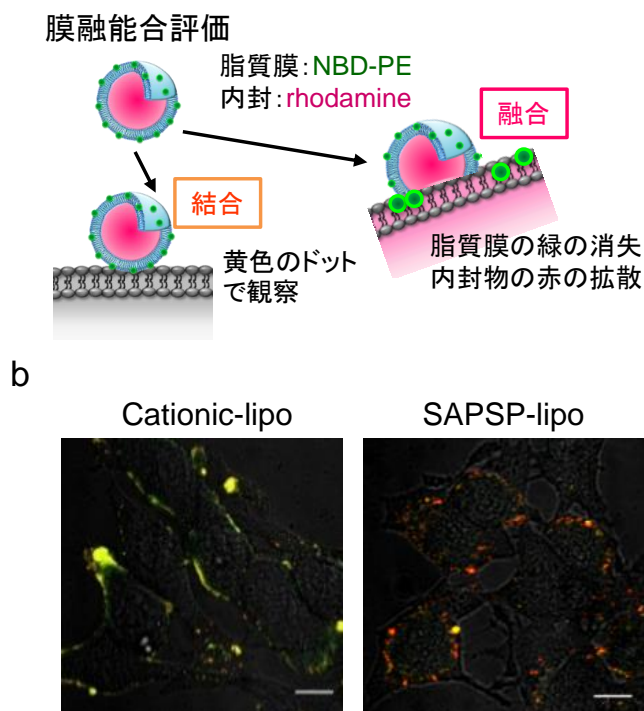 膜融能合評価
脂質膜：NBD-PE
内封：rhodamine
融合
結合
黄色のドット
で観察
脂質膜の緑の消失
内封物の赤の拡散
b
Cationic-lipo
SAPSP-lipo